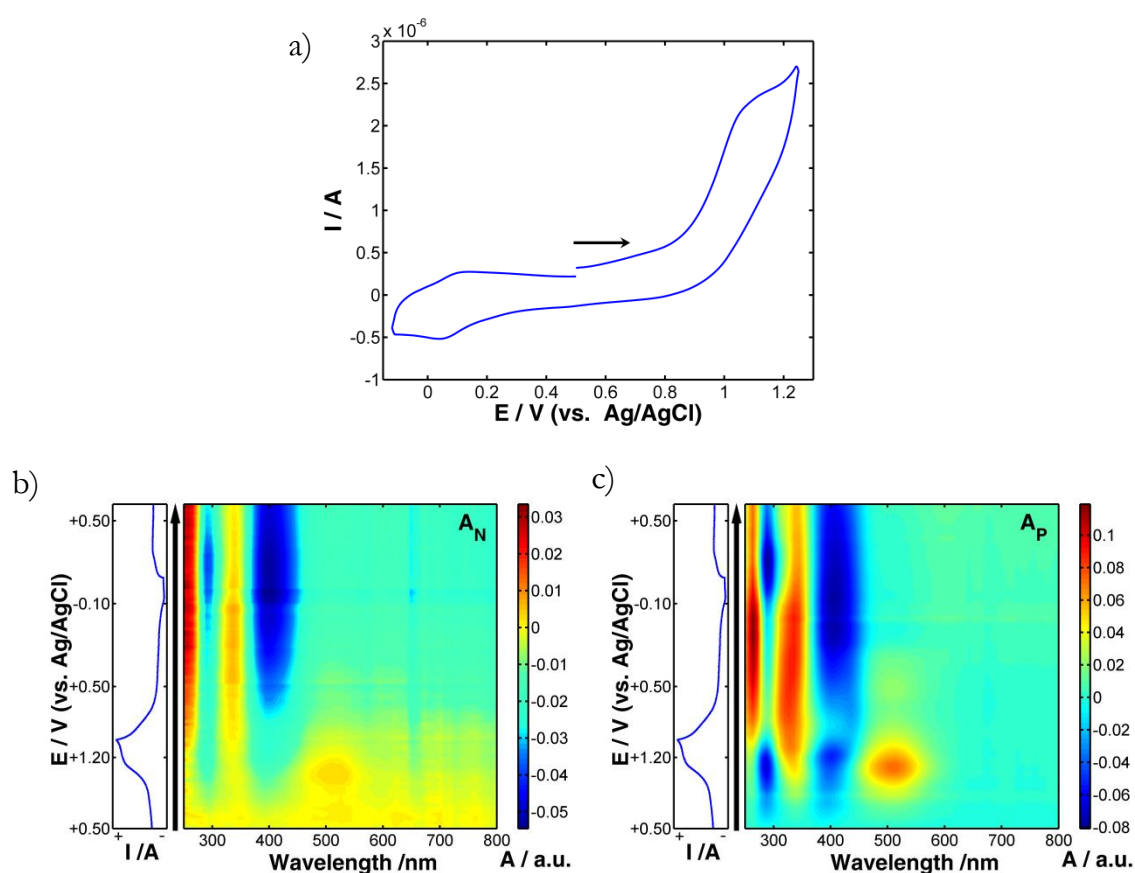 a)
× 10⁻⁶
3
2.5
2
1.5
1
0.5
0
-0.5
-1
I / A
0 0.2 0.4 0.6 0.8 1 1.2
E / V (vs. Ag/AgCl)
b)
E / V (vs. Ag/AgCl)
+0.50
-0.10
+0.50
+1.20
+0.50
+ -
I /A
A_N
300 400 500 600 700 800
Wavelength /nm
0.03
0.02
0.01
0
-0.01
-0.02
-0.03
-0.04
-0.05
A / a.u.
c)
E / V (vs. Ag/AgCl)
+0.50
-0.10
+0.50
+1.20
+0.50
+ -
I /A
A_P
300 400 500 600 700 800
Wavelength /nm
0.1
0.08
0.06
0.04
0.02
0
-0.02
-0.04
-0.06
-0.08
A / a.u.